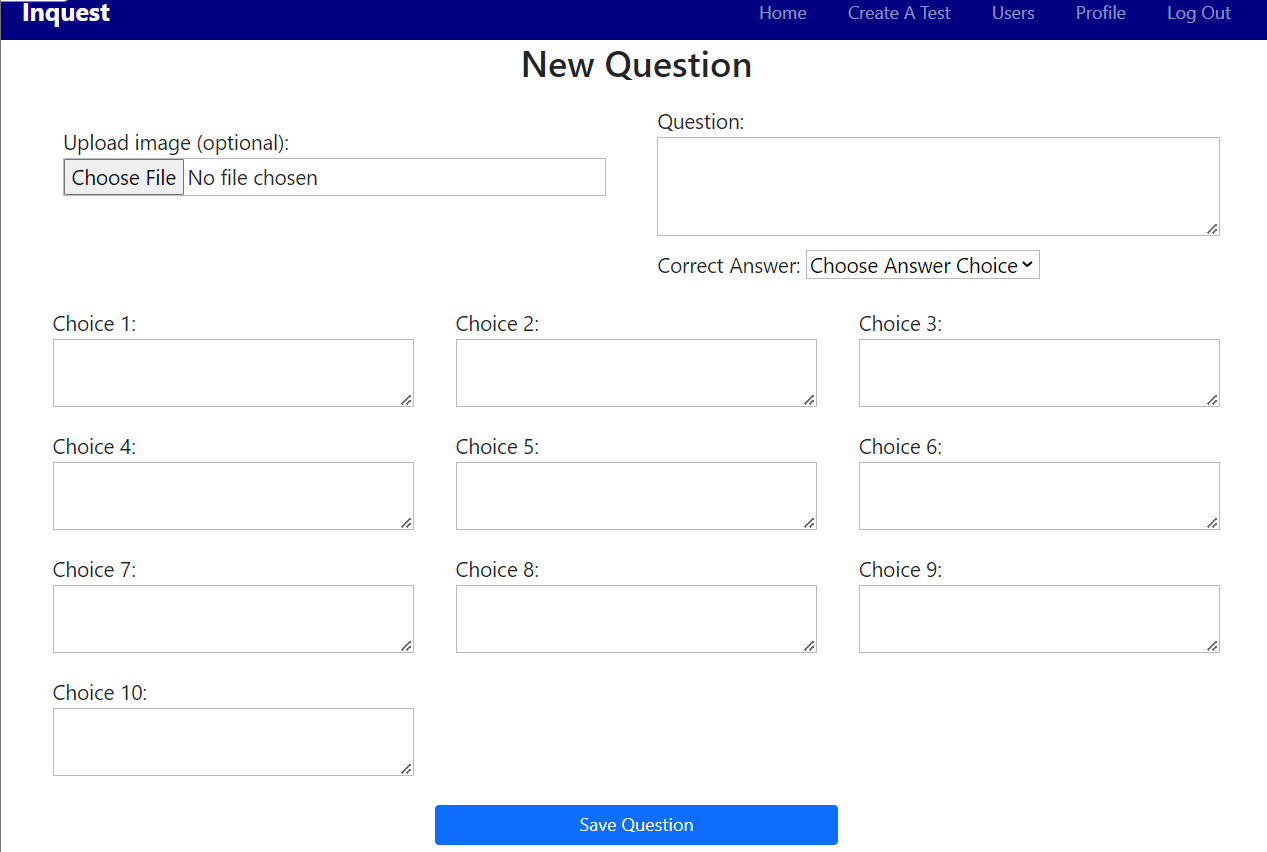 Inquest
Home Create A Test Users Profile Log Out
New Question
Upload image (optional):
Choose File No file chosen
Question:
Correct Answer: Choose Answer Choice
Choice 1:
Choice 2:
Choice 3:
Choice 4:
Choice 5:
Choice 6:
Choice 7:
Choice 8:
Choice 9:
Choice 10:
Save Question